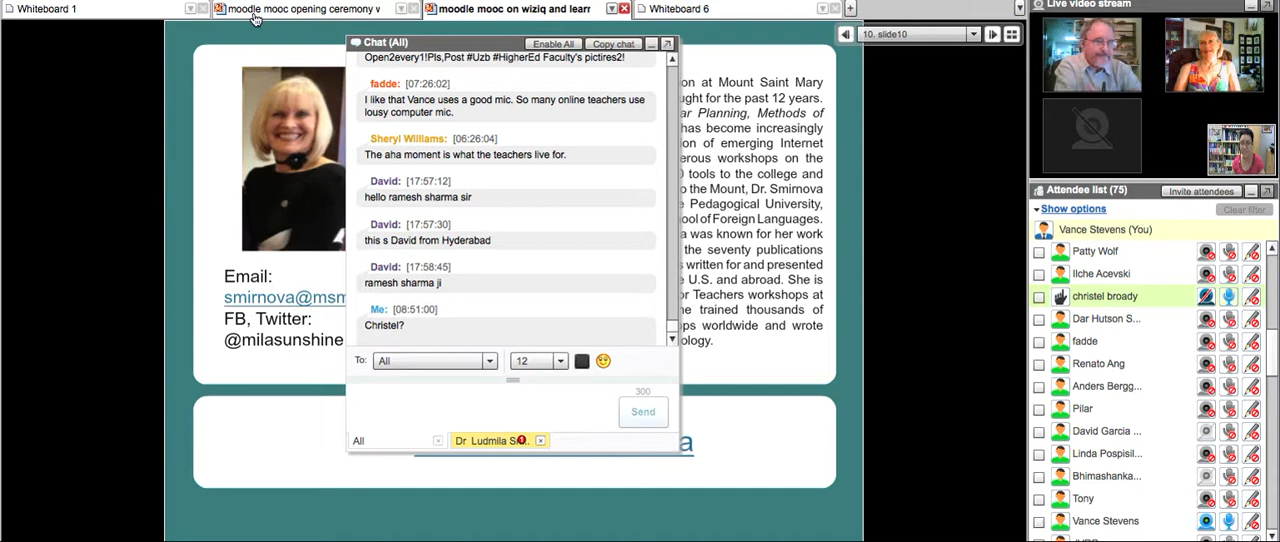 Whiteboard 1
moodle mooc opening ceremony v
moodle mooc on wiziq and learr
Whiteboard 6
Live video stream
10. slide10
Chat (All)
Enable All
Copy chat
Open2every1!Pls,Post #Uzb #HigherEd Faculty's pictires2!
fadde: [07:26:02]
I like that Vance uses a good mic. So many online teachers use
lousy computer mic.
Sheryl Williams: [06:26:04]
The aha moment is what the teachers live for.
David: [17:57:12]
hello ramesh sharma sir
David: [17:57:30]
this s David from Hyderabad
David: [17:58:45]
ramesh sharma ji
Me: [08:51:00]
Christel?
To: All
12
300
Send
All
Dr Ludmila S
on at Mount Saint Mary
ught for the past 12 years.
ar Planning, Methods of
has become increasingly
on of emerging Internet
erous workshops on the
0 tools to the college and
o the Mount, Dr. Smirnova
Pedagogical University,
ool of Foreign Languages.
a was known for her work
the seventy publications
s written for and presented
U.S. and abroad. She is
or Teachers workshops at
ne trained thousands of
ops worldwide and wrote
ology.
Email:
smirnova@msm
FB, Twitter:
@milasunshine
a
Attendee list (75)
Invite attendees
Show options
Clear filter
Vance Stevens (You)
Patty Wolf
Ilche Acevski
christel broady
Dar Hutson S...
fadde
Renato Ang
Anders Bergg...
Pilar
David Garcia ...
Linda Pospisil...
Bhimashanka...
Tony
Vance Stevens